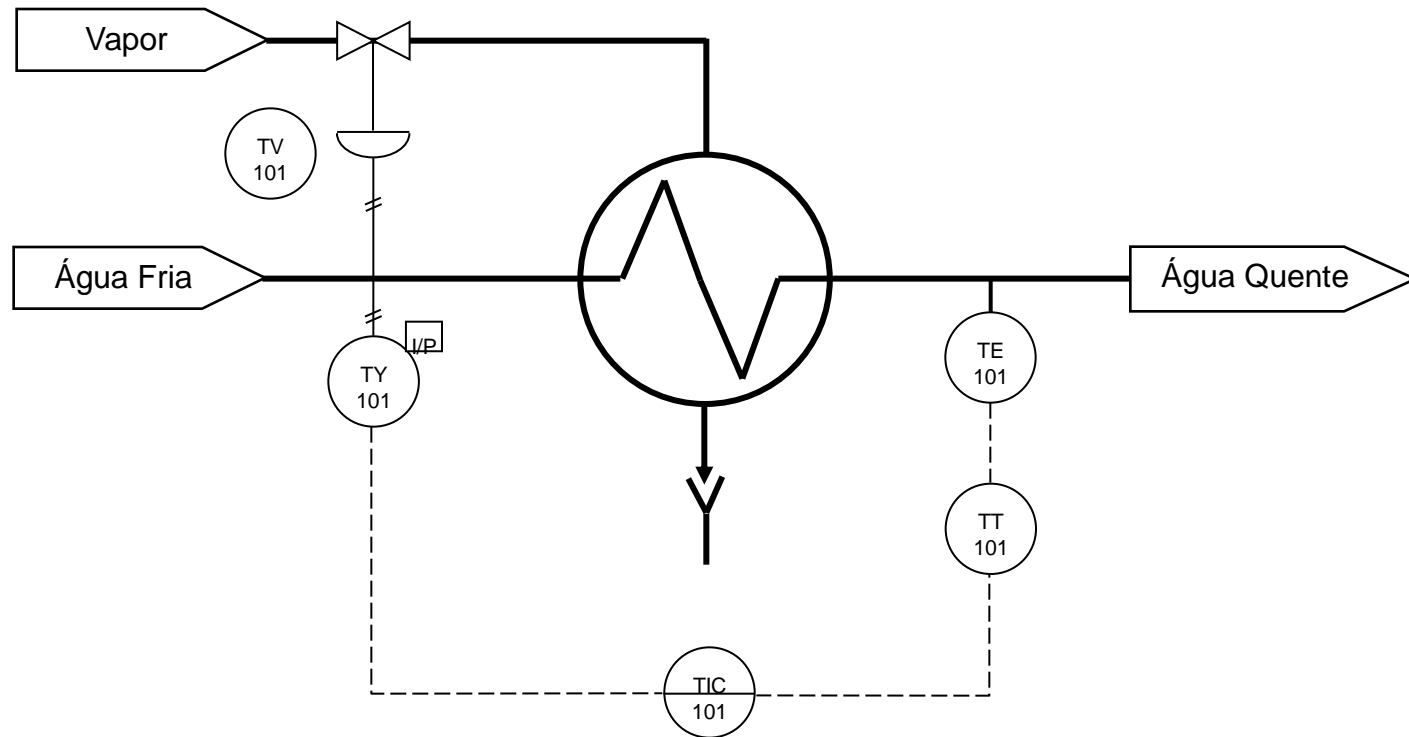 Vapor
TV
101
Água Fria
Água Quente
I/P
TY
101
TE
101
TT
101
TIC
101